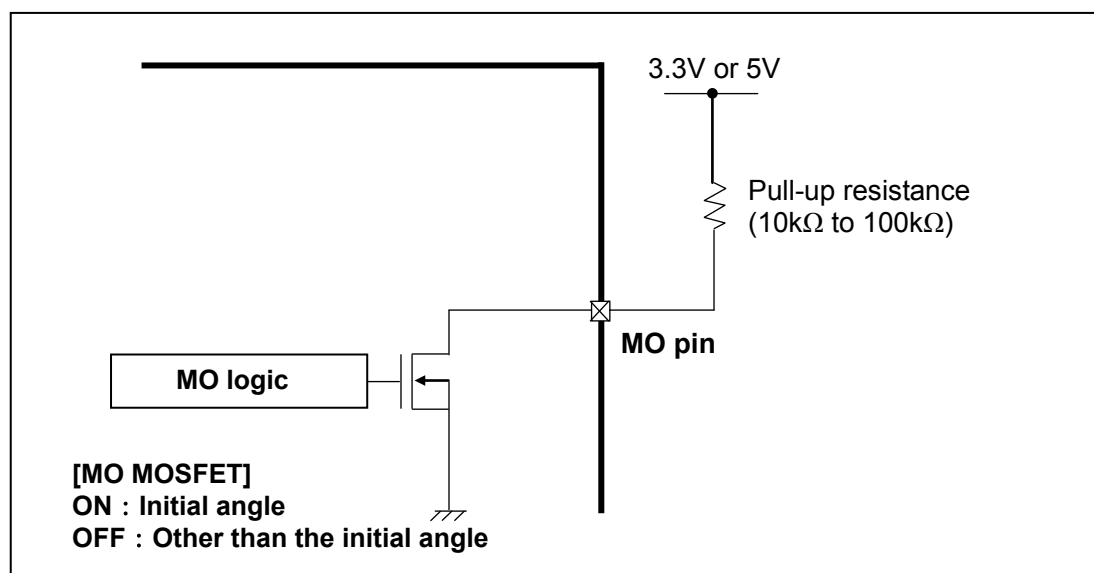 3.3V or 5V
Pull-up resistance
(10kΩ to 100kΩ)
MO pin
MO logic
[MO MOSFET]
ON : Initial angle
OFF : Other than the initial angle